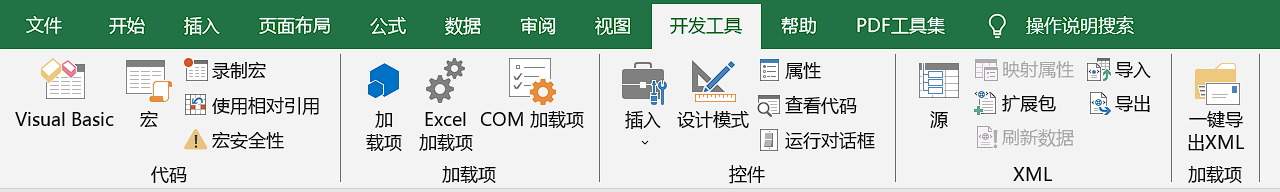 文件 开始 插入 页面布局 公式 数据 审阅 视图 开发工具 帮助 PDF工具集 操作说明搜索
Visual Basic
宏
录制宏
使用相对引用
宏安全性
代码
加
载项
Excel
加载项
COM 加载项
加载项
插入
设计模式
属性
查看代码
运行对话框
控件
源
映射属性
扩展包
刷新数据
导入
导出
XML
一键导
出XML
加载项